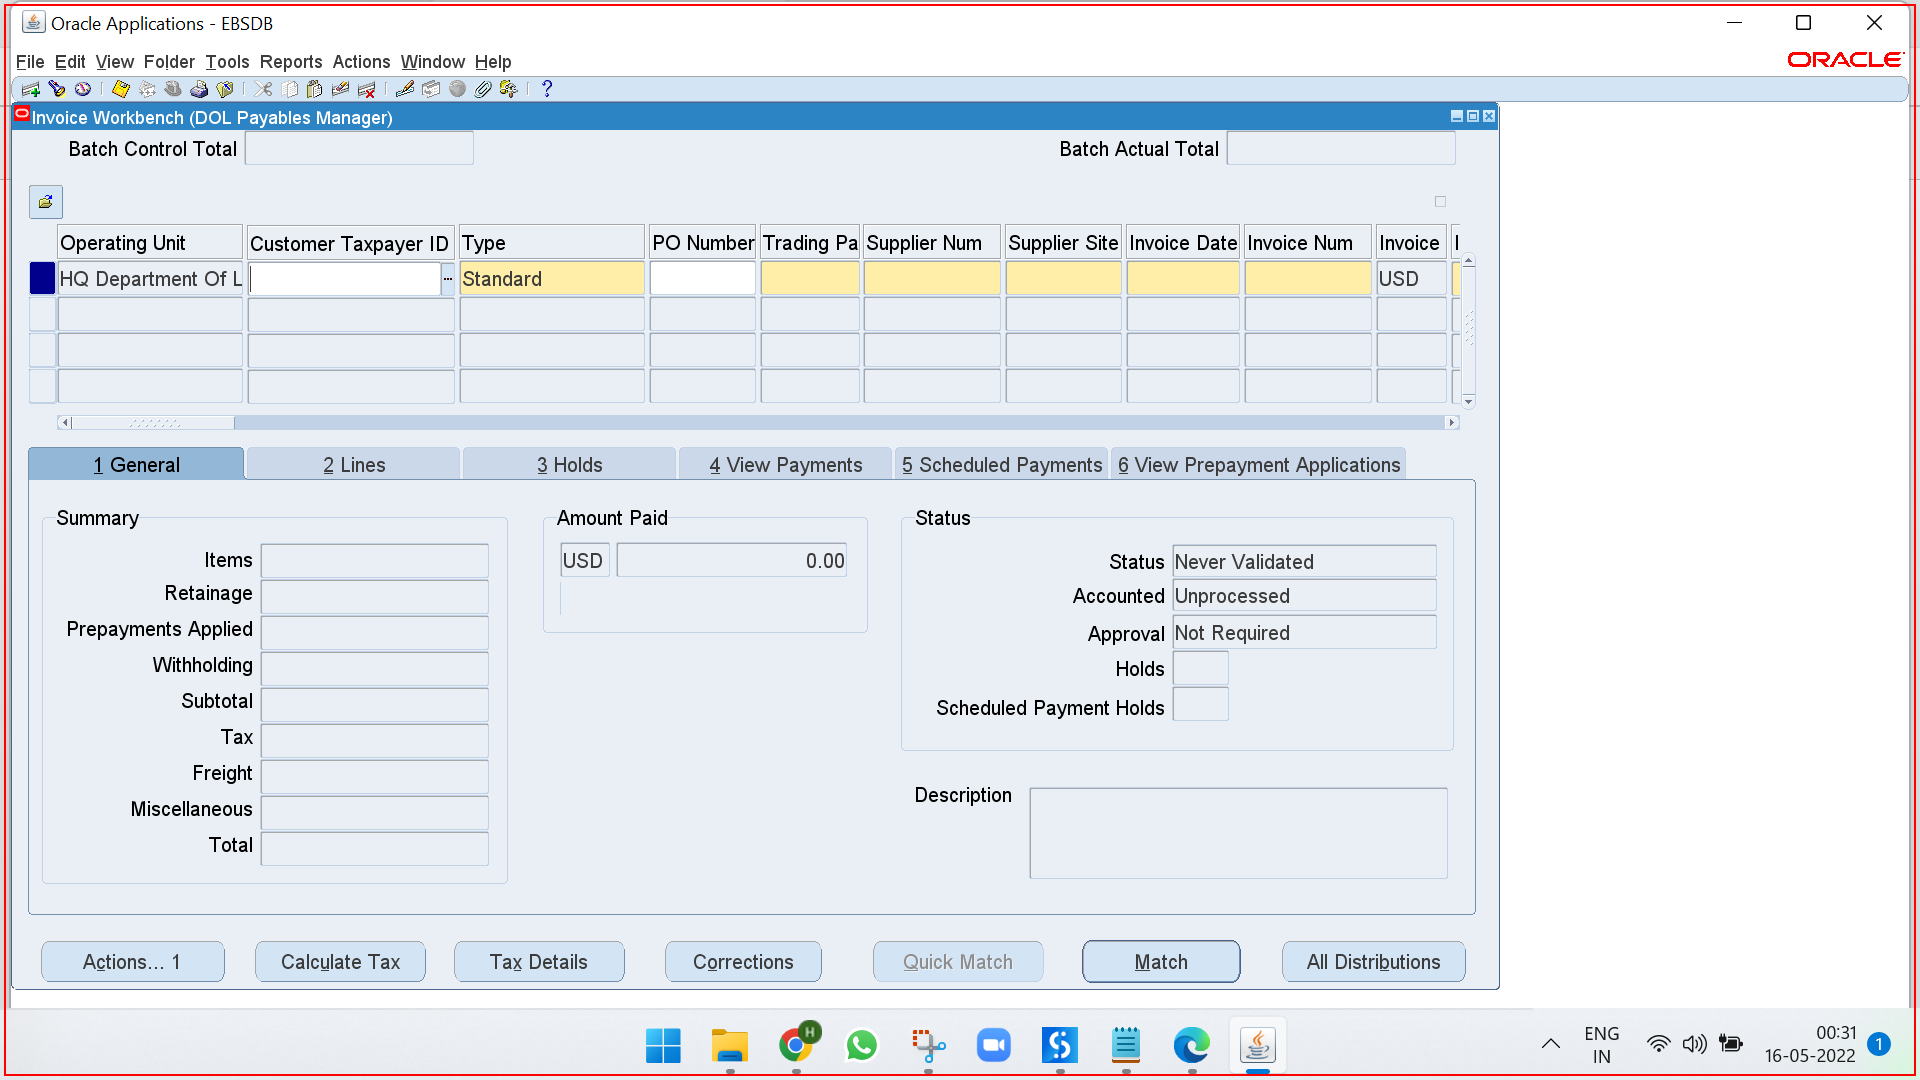 Oracle Applications - EBSDB
File Edit View Folder Tools Reports Actions Window Help
ORACLE
Invoice Workbench (DOL Payables Manager)
Batch Control Total
Batch Actual Total
Operating Unit Customer Taxpayer ID Type PO Number Trading Pa Supplier Num Supplier Site Invoice Date Invoice Num Invoice I
HQ Department Of L Standard USD
1 General 2 Lines 3 Holds 4 View Payments 5 Scheduled Payments 6 View Prepayment Applications
Summary
Items
Retainage
Prepayments Applied
Withholding
Subtotal
Tax
Freight
Miscellaneous
Total
Amount Paid
USD 0.00
Status
Status Never Validated
Accounted Unprocessed
Approval Not Required
Holds
Scheduled Payment Holds
Description
Actions... 1 Calculate Tax Tax Details Corrections Quick Match Match All Distributions
H
ENG
IN
00:31
16-05-2022
1